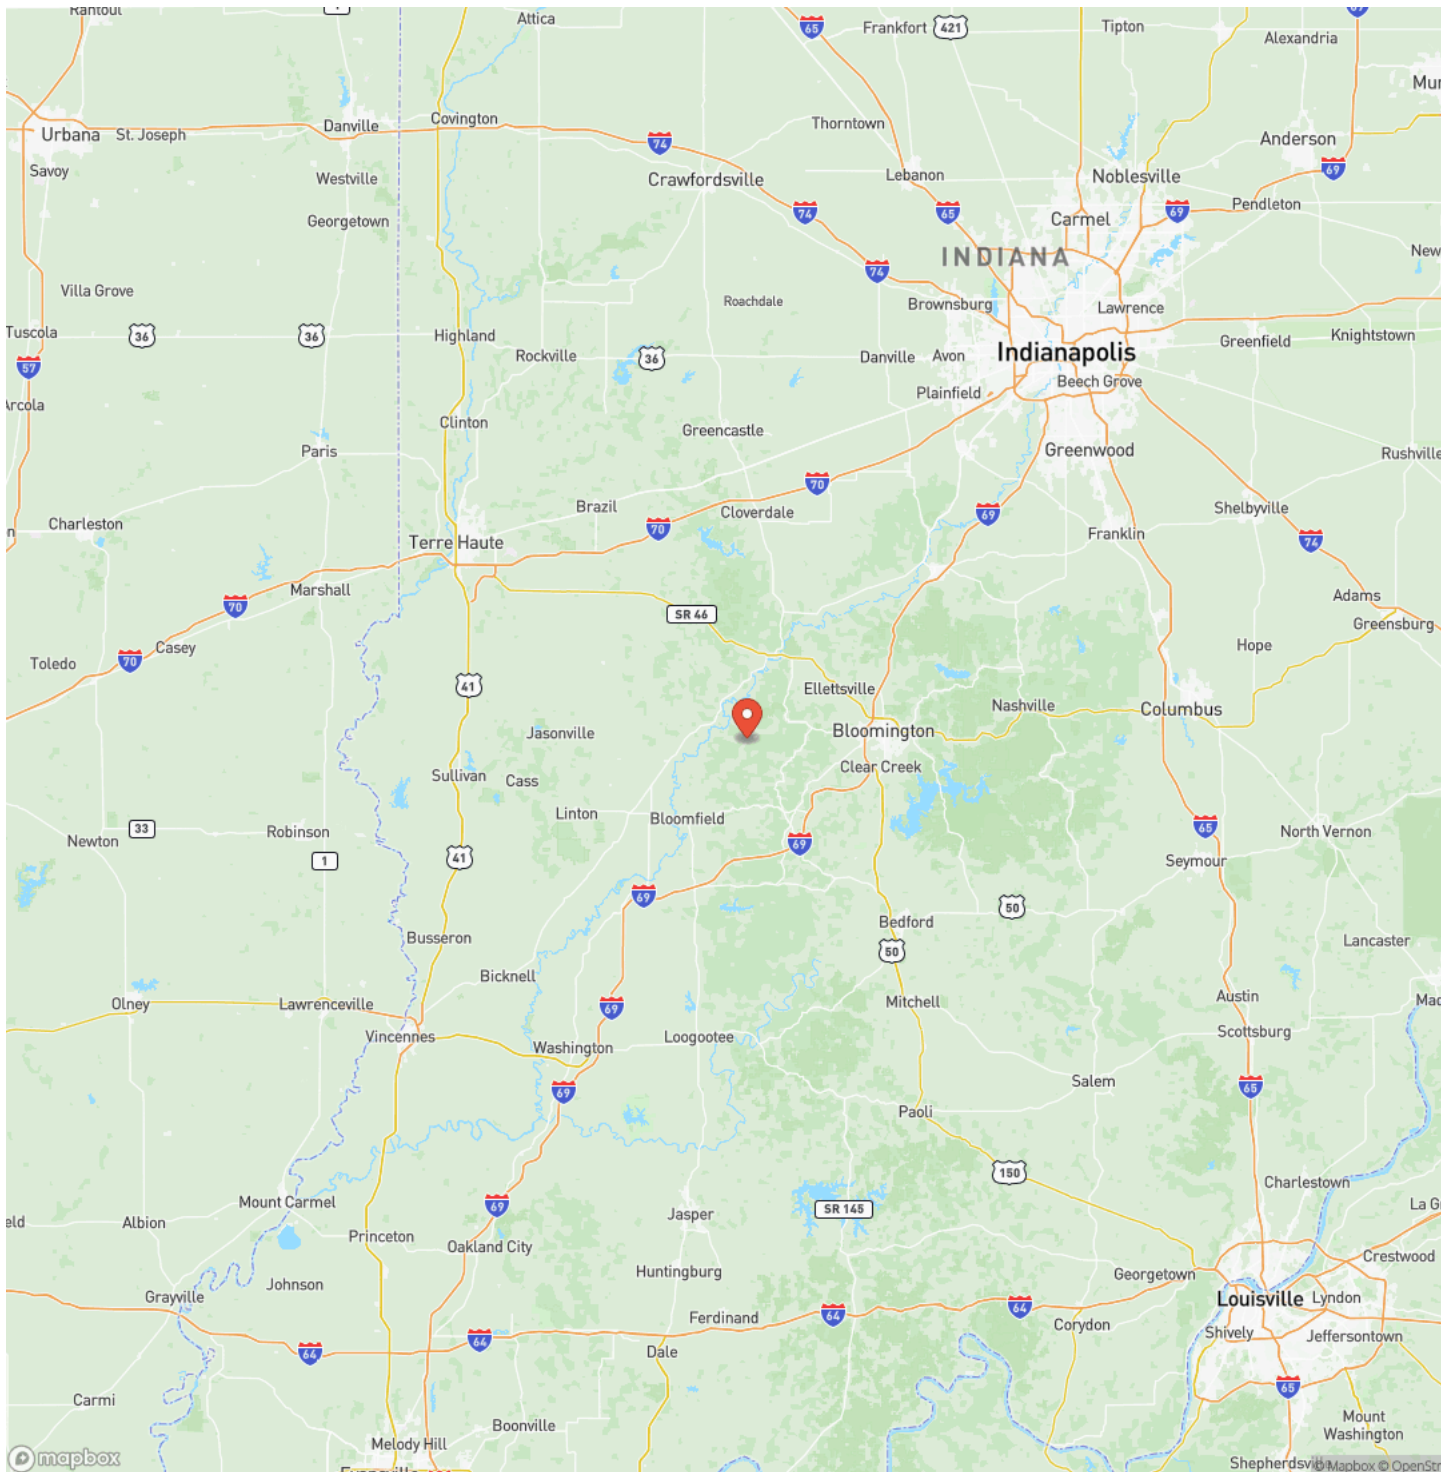 Rantoul
1
Attica
65
Frankfort
421
Tipton
Alexandria
69
Mun
Urbana
St. Joseph
Danville
Covington
74
Thorntown
Anderson
Savoy
Westville
Crawfordsville
Lebanon
Noblesville
69
Georgetown
74
65
Carmel
69
Pendleton
INDIANA
New
74
Villa Grove
Roachdale
Brownsburg
Lawrence
Tuscola
36
36
Highland
Rockville
36
Danville
Avon
Indianapolis
Greenfield
Knightstown
57
Beech Grove
Plainfield
Arcola
Clinton
Greencastle
Greenwood
Paris
Rushville
70
Charleston
Brazil
Cloverdale
69
Shelbyville
n
70
Franklin
74
Terre Haute
Marshall
70
SR 46
Adams
Greensburg
Casey
Toledo
70
Hope
41
Ellettsville
Nashville
Columbus
Jasonville
Bloomington
Sullivan
Cass
Clear Creek
Linton
Bloomfield
33
Newton
Robinson
1
41
69
65
North Vernon
Seymour
69
50
Bedford
50
Busseron
Lancaster
Bicknell
Olney
Lawrenceville
69
Mitchell
Austin
Mad
Vincennes
Washington
Loogootee
Scottsburg
69
Salem
65
Paoli
150
Mount Carmel
Charlestown
69
Jasper
SR 145
La G
eld
Albion
Princeton
Oakland City
Crestwood
Johnson
Huntingburg
Georgetown
Grayville
Ferdinand
64
64
Louisville
Lyndon
Corydon
Shively
Jeffersontown
64
64
Dale
65
Carmi
Boonville
Mount
Washington
Melody Hill
mapbox
Shepherdsville
© Mapbox © OpenStr